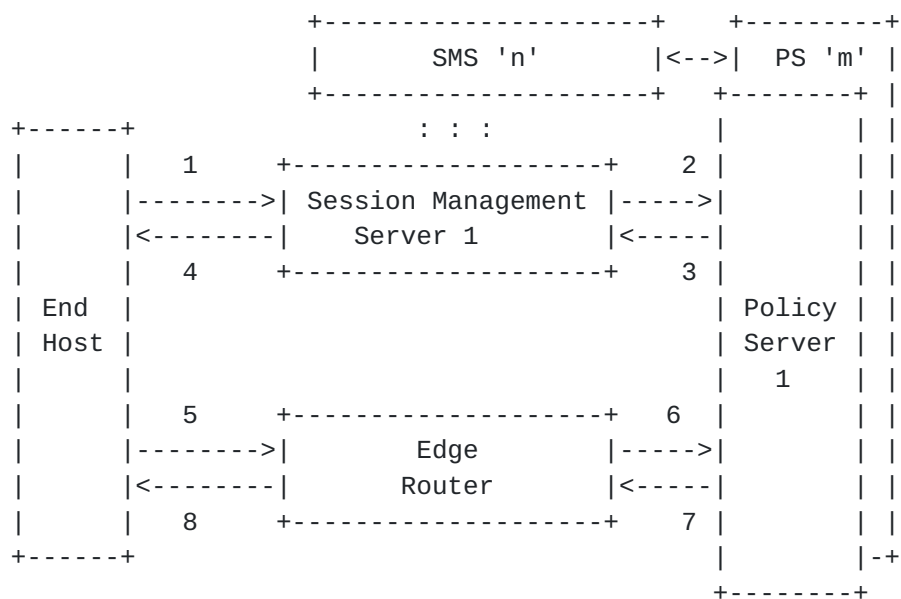 +---------------------+    +---------+
                   |       SMS 'n'       |<-->|  PS 'm' |
                   +---------------------+   +--------+ |
+------+                  : : :              |        | |
|      |   1     +--------------------+    2 |        | |
|      |-------->| Session Management |----->|        | |
|      |<--------|    Server 1        |<-----|        | |
|      |   4     +--------------------+    3 |        | |
| End  |                                     | Policy | |
| Host |                                     | Server | |
|      |                                     |   1    | |
|      |   5     +--------------------+   6  |        | |
|      |-------->|        Edge        |----->|        | |
|      |<--------|       Router       |<-----|        | |
|      |   8     +--------------------+    7 |        | |
+------+                                     |        |-+
                                             +--------+